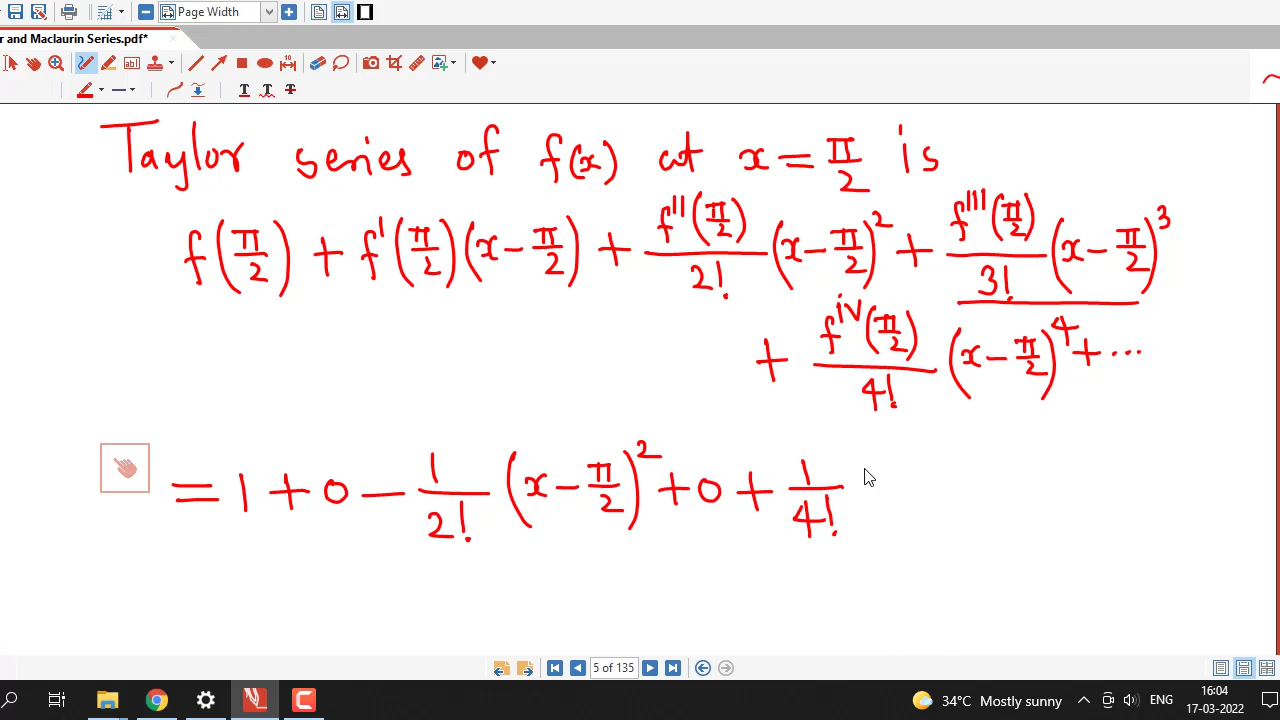 Page Width
r and Maclaurin Series.pdf*
Taylor series of f(x) at x = π/2 is
f(π/2) + f'(π/2)(x − π/2) + f''(π/2)/2! (x − π/2)² + f'''(π/2)/3! (x − π/2)³
+ fⁱᵛ(π/2)/4! (x − π/2)⁴ + ...
= 1 + 0 − 1/2! (x − π/2)² + 0 + 1/4!
5 of 135
34°C Mostly sunny
ENG
16:04
17-03-2022